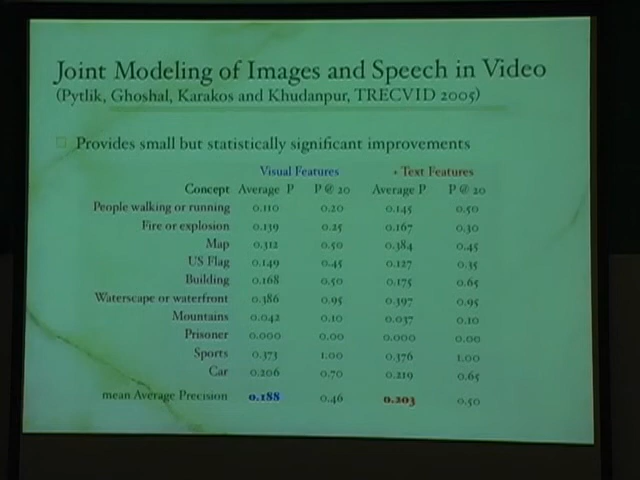 Joint Modeling of Images and Speech in Video
(Pytlik, Ghoshal, Karakos and Khudanpur, TRECVID 2005)
Provides small but statistically significant improvements
Visual Features + Text Features
Concept Average P P @ 20 Average P P @ 20
People walking or running 0.110 0.20 0.145 0.50
Fire or explosion 0.139 0.25 0.167 0.30
Map 0.312 0.50 0.384 0.45
US Flag 0.149 0.45 0.127 0.35
Building 0.168 0.50 0.175 0.65
Waterscape or waterfront 0.386 0.95 0.397 0.95
Mountains 0.042 0.10 0.037 0.10
Prisoner 0.000 0.00 0.000 0.00
Sports 0.373 1.00 0.376 1.00
Car 0.206 0.70 0.219 0.65
mean Average Precision 0.188 0.46 0.203 0.50